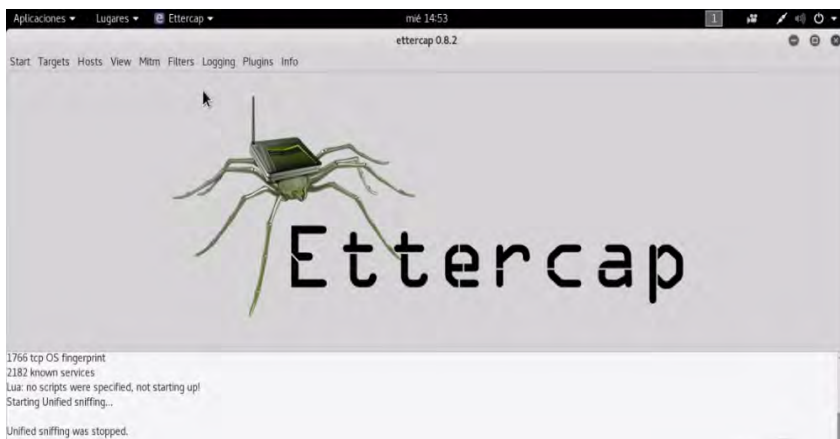 Aplicaciones Lugares Ettercap mié 14:53 1
ettercap 0.8.2
Start Targets Hosts View Mitm Filters Logging Plugins Info
Ettercap
1766 tcp OS fingerprint
2182 known services
Lua: no scripts were specified, not starting up!
Starting Unified sniffing...
Unified sniffing was stopped.